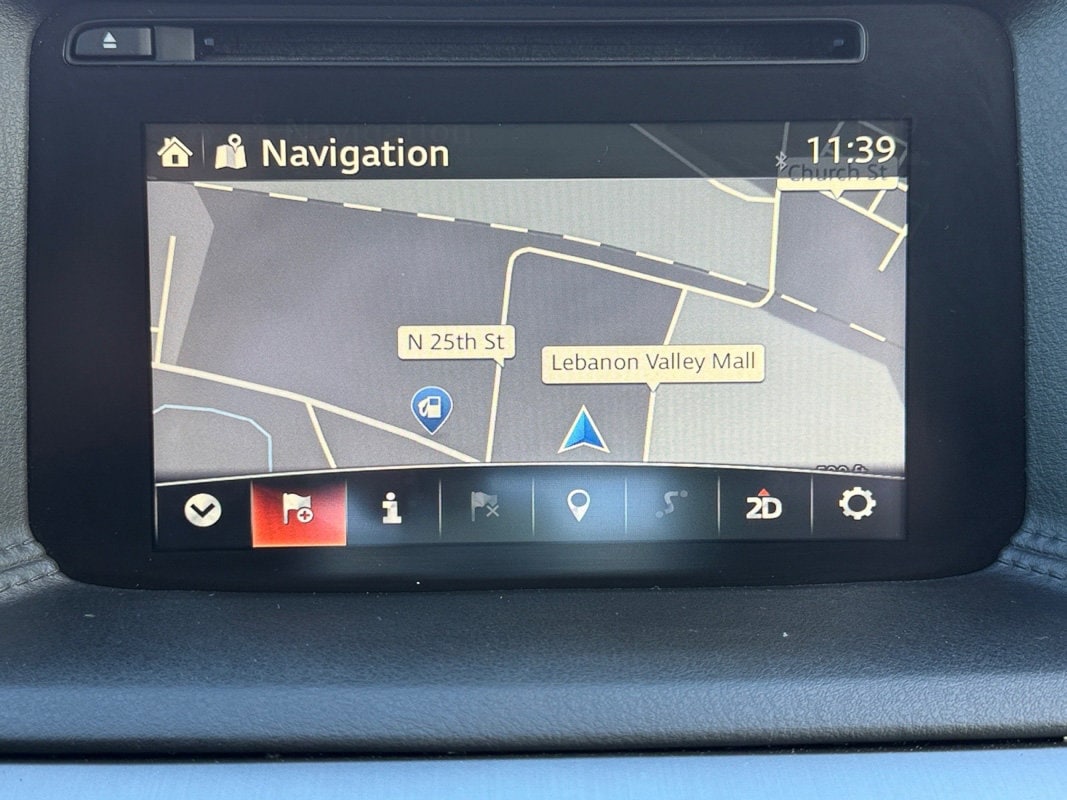 Navigation
11:39
Church St
N 25th St
Lebanon Valley Mall
2D